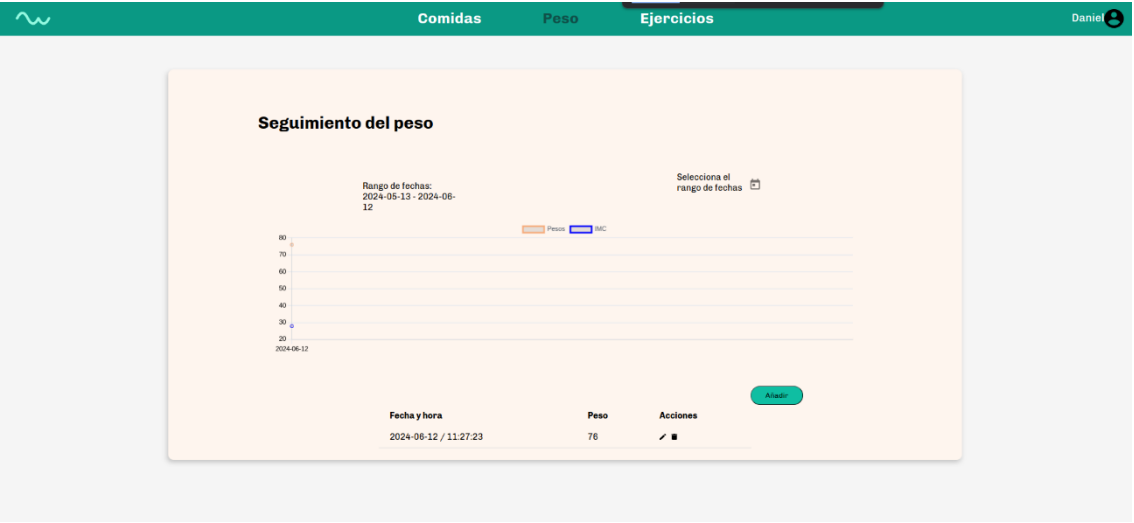 Comidas Peso Ejercicios Daniel
Seguimiento del peso
Selecciona el
rango de fechas
Rango de fechas:
2024-05-13 - 2024-06-
12
Pesos IMC
80
70
60
50
40
30
20
2024-06-12
Añadir
Fecha y hora Peso Acciones
2024-06-12 / 11:27:23 76